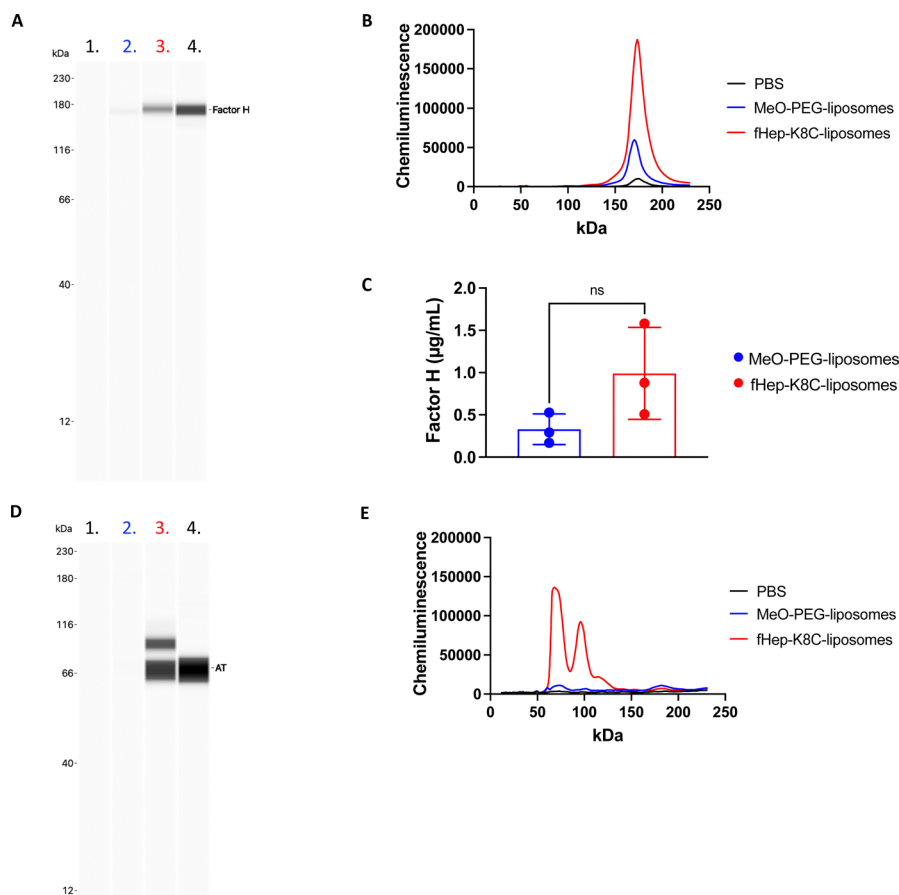 A
1. 2. 3. 4.
kDa
230-
180-
-Factor H
116-
66-
40-
12-
B
Chemiluminescence
200000
150000
100000
50000
0
0 50 100 150 200 250
kDa
PBS
MeO-PEG-liposomes
fHep-K8C-liposomes
C
Factor H (µg/mL)
2.0
1.5
1.0
0.5
0.0
ns
MeO-PEG-liposomes
fHep-K8C-liposomes
D
1. 2. 3. 4.
kDa
230-
180-
116-
-AT
66-
40-
12-
E
Chemiluminescence
200000
150000
100000
50000
0
0 50 100 150 200 250
kDa
PBS
MeO-PEG-liposomes
fHep-K8C-liposomes